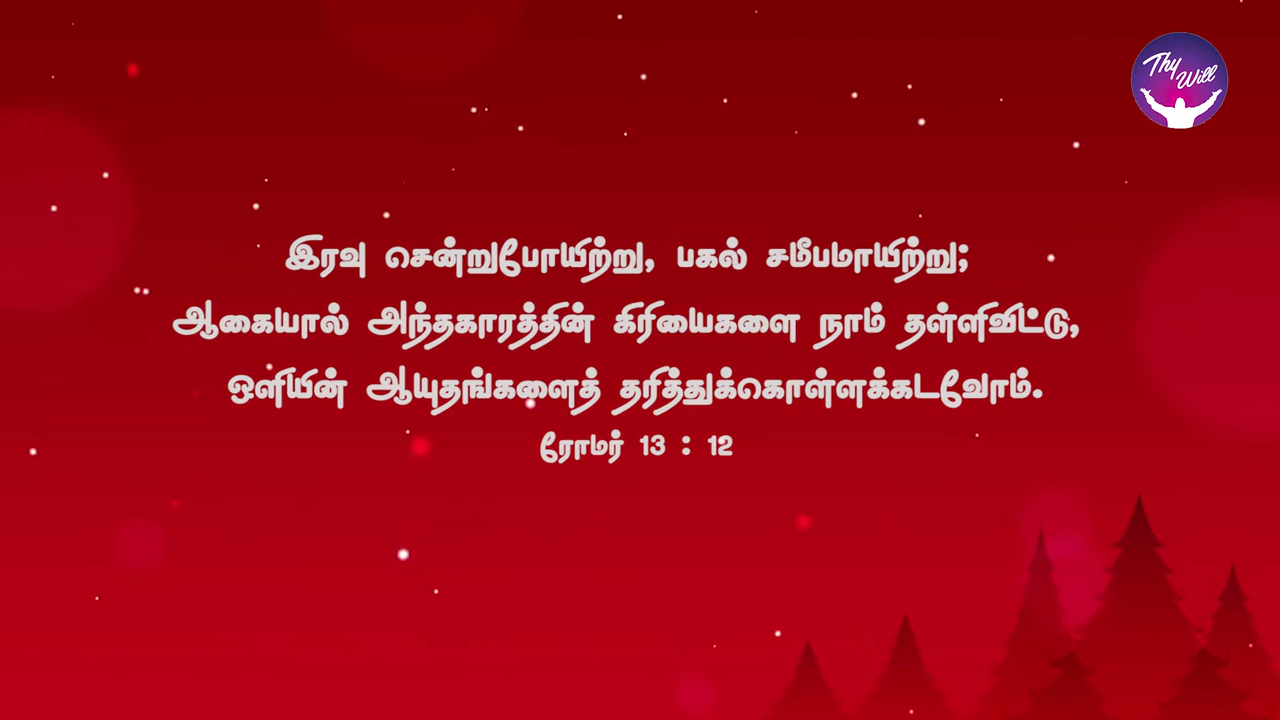 Thy Will
இரவு சென்றுபோயிற்று, பகல் சமீபமாயிற்று;
ஆகையால் அந்தகாரத்தின் கிரியைகளை நாம் தள்ளிவிட்டு,
ஒளியின் ஆயுதங்களைத் தரித்துக்கொள்ளக்கடவோம்.
ரோமர் 13 : 12